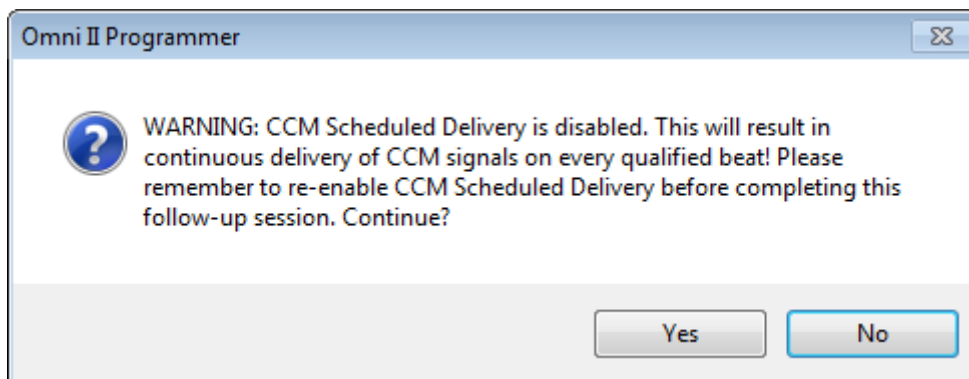 Omni II Programmer
WARNING: CCM Scheduled Delivery is disabled. This will result in
continuous delivery of CCM signals on every qualified beat! Please
remember to re-enable CCM Scheduled Delivery before completing this
follow-up session. Continue?
Yes
No